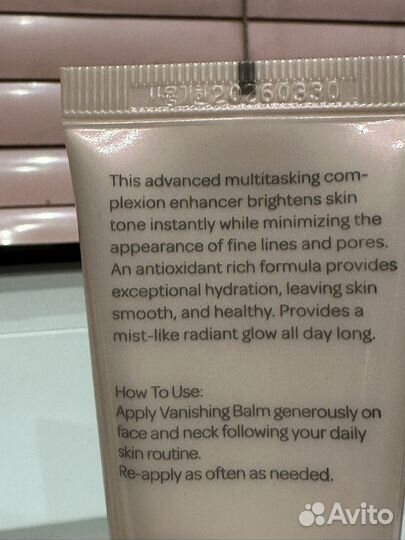 20260330
This advanced multitasking com-
plexion enhancer brightens skin
tone instantly while minimizing the
appearance of fine lines and pores.
An antioxidant rich formula provides
exceptional hydration, leaving skin
smooth, and healthy. Provides a
mist-like radiant glow all day long.
How To Use:
Apply Vanishing Balm generously on
face and neck following your daily
skin routine.
Re-apply as often as needed.
Avito